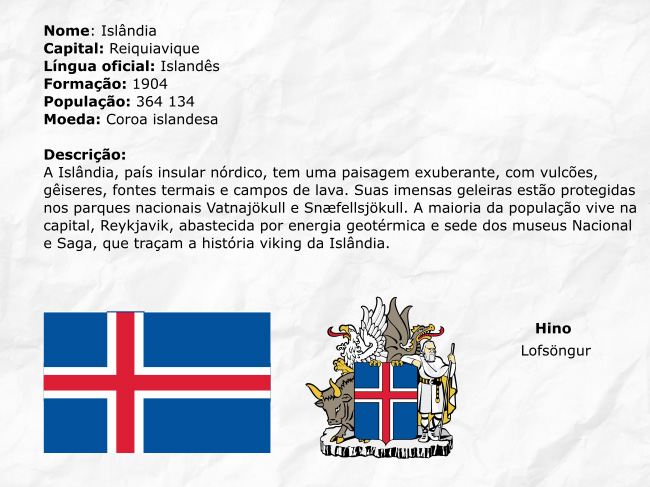 Nome: Islândia
Capital: Reiquiavique
Língua oficial: Islandês
Formação: 1904
População: 364 134
Moeda: Coroa islandesa
Descrição:
A Islândia, país insular nórdico, tem uma paisagem exuberante, com vulcões,
gêiseres, fontes termais e campos de lava. Suas imensas geleiras estão protegidas
nos parques nacionais Vatnajökull e Snæfellsjökull. A maioria da população vive na
capital, Reykjavik, abastecida por energia geotérmica e sede dos museus Nacional
e Saga, que traçam a história viking da Islândia.
Hino
Lofsöngur